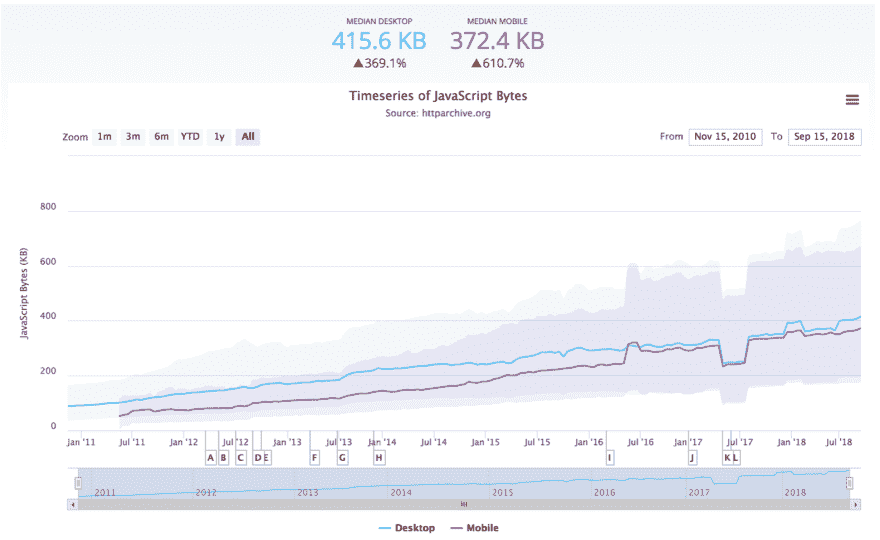 MEDIAN DESKTOP MEDIAN MOBILE
415.6 KB 372.4 KB
▲369.1% ▲610.7%
Timeseries of JavaScript Bytes
Source: httparchive.org
Zoom 1m 3m 6m YTD 1y All From Nov 15, 2010 To Sep 15, 2018
JavaScript Bytes (KB)
800
600
400
200
0
Jan '11 Jul '11 Jan '12 Jul '12 Jan '13 Jul '13 Jan '14 Jul '14 Jan '15 Jul '15 Jan '16 Jul '16 Jan '17 Jul '17 Jan '18 Jul '18
A B C D E F G H I J K L
2011 2012 2013 2014 2015 2016 2017 2018
Desktop Mobile